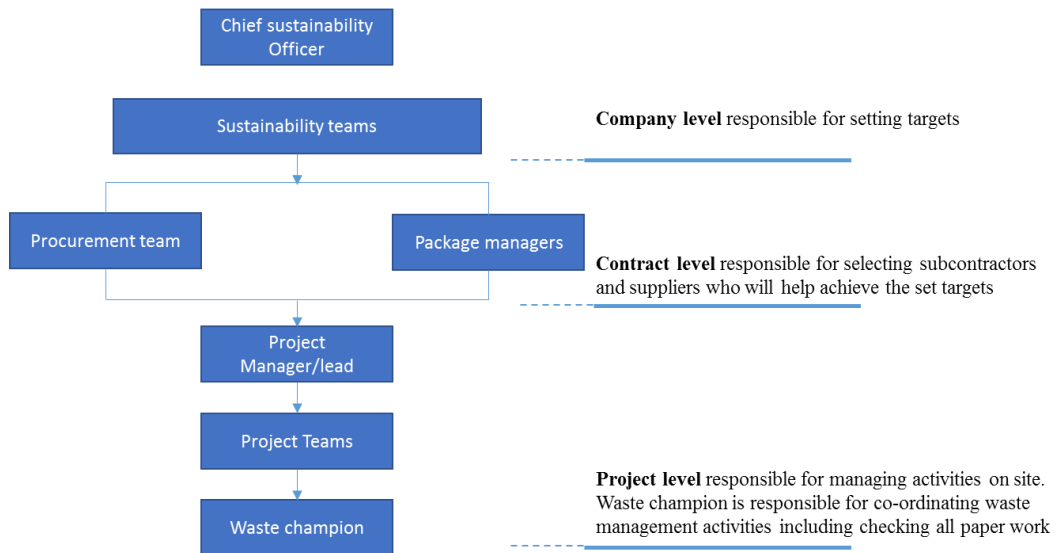 Chief sustainability
Officer
Sustainability teams
Company level responsible for setting targets
Procurement team
Package managers
Contract level responsible for selecting subcontractors
and suppliers who will help achieve the set targets
Project
Manager/lead
Project Teams
Project level responsible for managing activities on site.
Waste champion is responsible for co-ordinating waste
management activities including checking all paper work
Waste champion